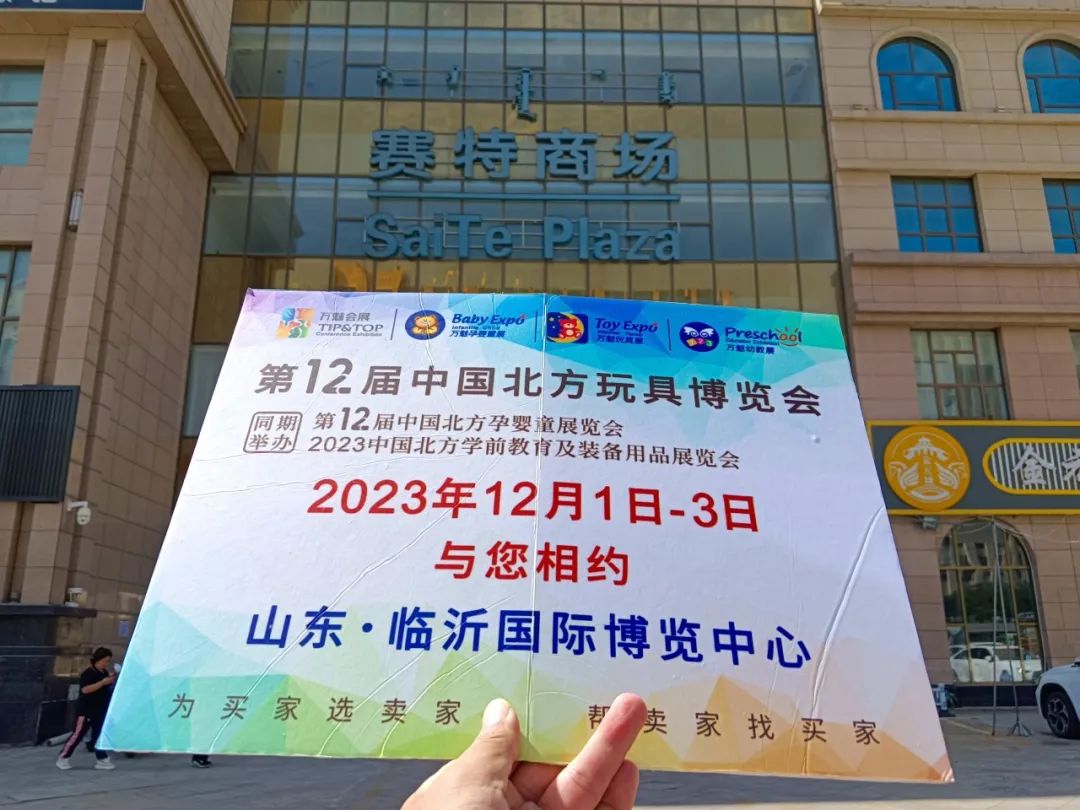 赛特商场
SaiTe Plaza
万魅会展
TIP&TOP
Conference Exhibition
Baby Expo
万魅孕婴童展
Toy Expo
万魅玩具展
Preschool
万魅幼教展
第12届中国北方玩具博览会
同期举办
第12届中国北方孕婴童展览会
2023中国北方学前教育及装备用品展览会
2023年12月1日-3日
与您相约
山东·临沂国际博览中心
为买家选卖家 帮卖家找买家
金